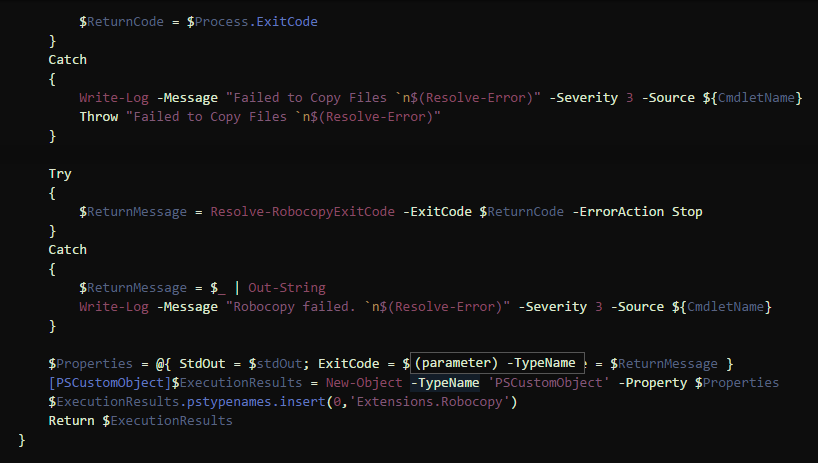 $ReturnCode = $Process.ExitCode
}
Catch
{
Write-Log -Message "Failed to Copy Files `n$(Resolve-Error)" -Severity 3 -Source ${CmdletName}
Throw "Failed to Copy Files `n$(Resolve-Error)"
}
Try
{
$ReturnMessage = Resolve-RobocopyExitCode -ExitCode $ReturnCode -ErrorAction Stop
}
Catch
{
$ReturnMessage = $_ | Out-String
Write-Log -Message "Robocopy failed. `n$(Resolve-Error)" -Severity 3 -Source ${CmdletName}
}
$Properties = @{ StdOut = $stdOut; ExitCode = $ (parameter) -TypeName = $ReturnMessage }
[PSCustomObject]$ExecutionResults = New-Object -TypeName 'PSCustomObject' -Property $Properties
$ExecutionResults.pstypenames.insert(0,'Extensions.Robocopy')
Return $ExecutionResults
}